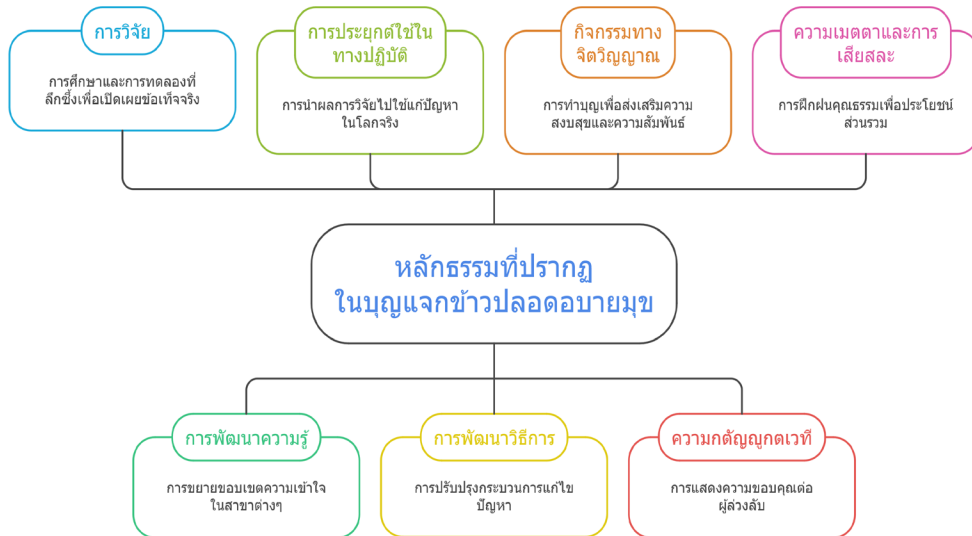 การวิจัย
การศึกษาและการทดลองที่
ลึกซึ้งเพื่อเปิดเผยข้อเท็จจริง
การประยุกต์ใช้ใน
ทางปฏิบัติ
การนำผลการวิจัยไปใช้แก้ปัญหา
ในโลกจริง
กิจกรรมทาง
จิตวิญญาณ
การทำบุญเพื่อส่งเสริมความ
สงบสุขและความสัมพันธ์
ความเมตตาและการ
เสียสละ
การฝึกฝนคุณธรรมเพื่อประโยชน์
ส่วนรวม
หลักธรรมที่ปรากฏ
ในบุญแจกข้าวปลอดอบายมุข
การพัฒนาความรู้
การขยายขอบเขตความเข้าใจ
ในสาขาต่างๆ
การพัฒนาวิธีการ
การปรับปรุงกระบวนการแก้ไข
ปัญหา
ความกตัญญูกตเวที
การแสดงความขอบคุณต่อ
ผู้ล่วงลับ